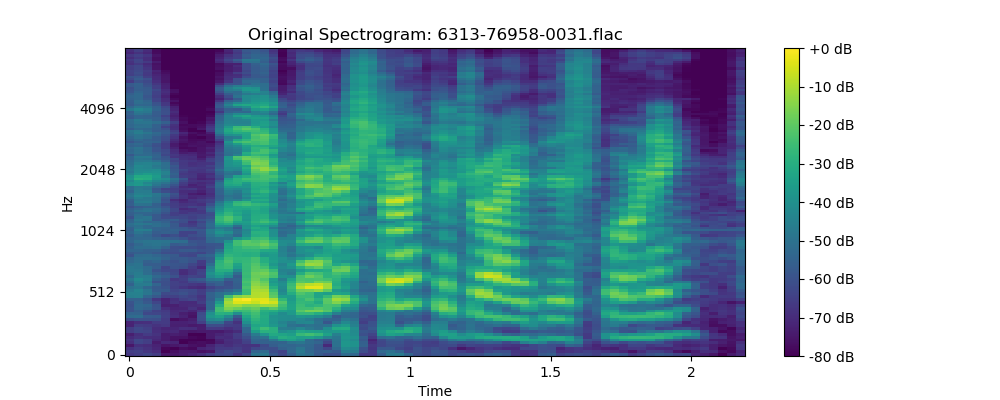 Original Spectrogram: 6313-76958-0031.flac
Hz
4096
2048
1024
512
0
0
0.5
1
1.5
2
Time
+0 dB
-10 dB
-20 dB
-30 dB
-40 dB
-50 dB
-60 dB
-70 dB
-80 dB